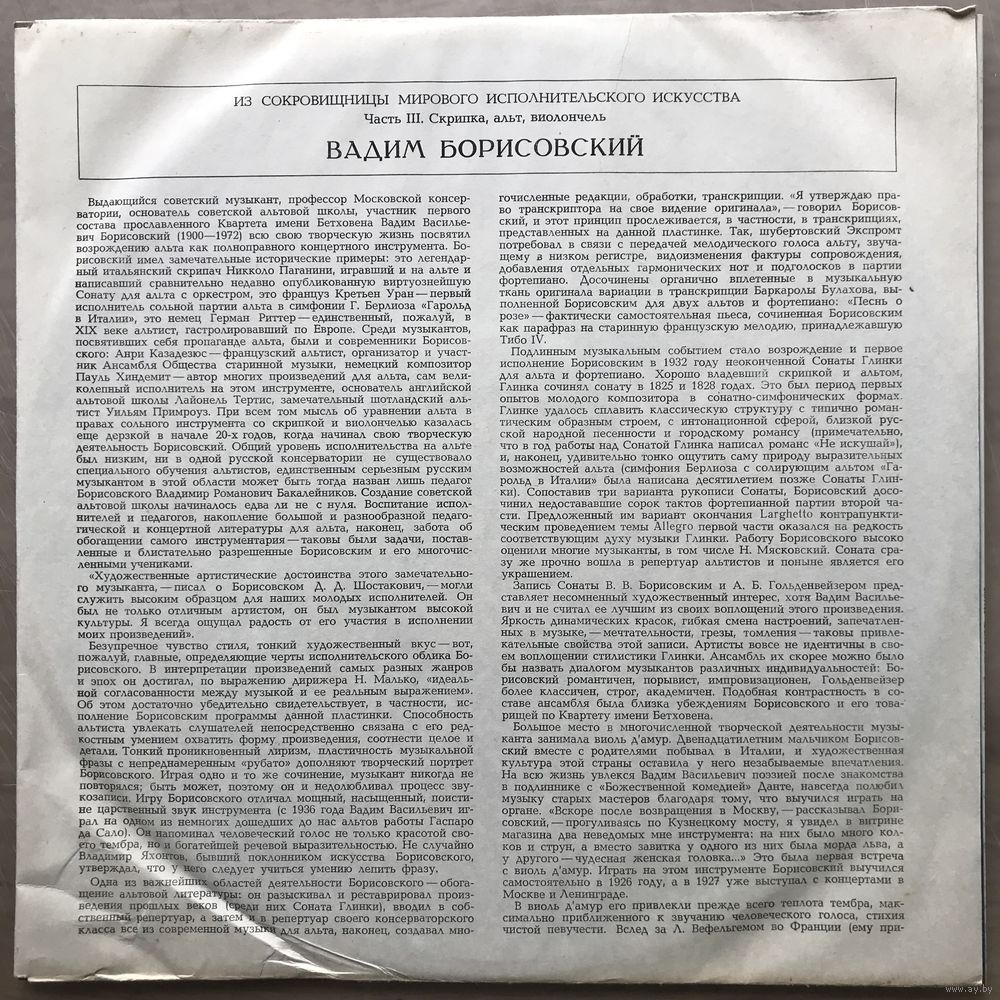 ИЗ СОКРОВИЩНИЦЫ МИРОВОГО ИСПОЛНИТЕЛЬСКОГО ИСКУССТВА
Часть III. Скрипка, альт, виолончель
ВАДИМ БОРИСОВСКИЙ
Выдающийся советский музыкант, профессор Московской консер-
ватории, основатель советской альтовой школы, участник первого
состава прославленного Квартета имени Бетховена Вадим Василье-
вич Борисовский (1900—1972) всю свою творческую жизнь посвятил
возрождению альта как полноправного концертного инструмента. Бо-
рисовский имел замечательные исторические примеры: это легендар-
ный итальянский скрипач Никколо Паганини, игравший и на альте и
написавший сравнительно недавно опубликованную виртуознейшую
Сонату для альта с оркестром, это француз Кретьен Уран — первый
исполнитель сольной партии альта в симфонии Г. Берлиоза «Гарольд
в Италии», это немец Герман Риттер — единственный, пожалуй, в
XIX веке альтист, гастролировавший по Европе. Среди музыкантов,
посвятивших себя пропаганде альта, были и современники Борисов-
ского: Анри Казадезюс — французский альтист, организатор и участ-
ник Ансамбля Общества старинной музыки, немецкий композитор
Пауль Хиндемит — автор многих произведений для альта, сам вели-
колепный исполнитель на этом инструменте, основатель английской
альтовой школы Лайонель Тертис, замечательный шотландский аль-
тист Уильям Примроуз. При всем том мысль об уравнении альта в
правах сольного инструмента со скрипкой и виолончелью казалась
еще дерзкой в начале 20-х годов, когда начинал свою творческую
деятельность Борисовский. Общий уровень исполнительства на альте
был низким, ни в одной русской консерватории не существовало
специального обучения альтистов, единственным серьезным русским
музыкантом в этой области может быть тогда назван лишь педагог
Борисовского Владимир Романович Бакалейников. Создание советской
альтовой школы начиналось едва ли не с нуля. Воспитание испол-
нителей и педагогов, накопление большой и разнообразной педаго-
гической и концертной литературы для альта, наконец, забота об
обогащении самого инструментария — таковы были задачи, постав-
ленные и блистательно разрешенные Борисовским и его многочис-
ленными учениками.
«Художественные артистические достоинства этого замечательно-
го музыканта, — писал о Борисовском Д. Д. Шостакович, — могли
служить высоким образцом для наших молодых исполнителей. Он
был не только отличным артистом, он был музыкантом высокой
культуры. Я всегда ощущал радость от его участия в исполнении
моих произведений».
Безупречное чувство стиля, тонкий художественный вкус — вот,
пожалуй, главные, определяющие черты исполнительского облика Бо-
рисовского. В интерпретации произведений самых разных жанров
и эпох он достигал, по выражению дирижера Н. Малько, «идеаль-
ной согласованности между музыкой и ее реальным выражением».
Об этом достаточно убедительно свидетельствует, в частности, ис-
полнение Борисовским программы данной пластинки. Способность
альтиста увлекать слушателей непосредственно связана с его ред-
костным умением охватить форму произведения, соотнести целое и
детали. Тонкий проникновенный лиризм, пластичность музыкальной
фразы с непреднамеренным «рубато» дополняют творческий портрет
Борисовского. Играя одно и то же сочинение, музыкант никогда не
повторялся; быть может, поэтому он и недолюбливал процесс зву-
козаписи. Игру Борисовского отличал мощный, насыщенный, поисти-
не царственный звук инструмента (с 1936 года Вадим Васильевич иг-
рал на одном из немногих дошедших до нас альтов работы Гаспаро
да Сало). Он напоминал человеческий голос не только красотой сво-
его тембра, но и богатейшей речевой выразительностью. Не случайно
Владимир Яхонтов, бывший поклонником искусства Борисовского,
утверждал, что у него следует учиться умению лепить фразу.
Одна из важнейших областей деятельности Борисовского — обога-
щение альтовой литературы: он разыскивал и реставрировал произ-
ведения прошлых веков (среди них Соната Глинки), вводил в соб-
ственный репертуар, а затем и в репертуар своего консерваторского
класса все из современной музыки для альта, наконец, создавал мно-
гочисленные редакции, обработки, транскрипции. «Я утверждаю пра-
во транскриптора на свое видение оригинала», — говорил Борисов-
ский, и этот принцип прослеживается, в частности, в транскрипциях,
представленных на данной пластинке. Так, шубертовский Экспромт
потребовал в связи с передачей мелодического голоса альту, звуча-
щему в низком регистре, видоизменения фактуры сопровождения,
добавления отдельных гармонических нот и подголосков в партии
фортепиано. Досочинены органично вплетенные в музыкальную
ткань оригинала вариации в транскрипции Баркаролы Булахова, вы-
полненной Борисовским для двух альтов и фортепиано: «Песнь о
розе» — фактически самостоятельная пьеса, сочиненная Борисовским
как парафраз на старинную французскую мелодию, принадлежавшую
Тибо IV.
Подлинным музыкальным событием стало возрождение и первое
исполнение Борисовским в 1932 году неоконченной Сонаты Глинки
для альта и фортепиано. Хорошо владевший скрипкой и альтом,
Глинка сочинял сонату в 1825 и 1828 годах. Это был период первых
опытов молодого композитора в сонатно-симфонических формах.
Глинке удалось сплавить классическую структуру с типично роман-
тическим образным строем, с интонационной сферой, близкой рус-
ской народной песенности и городскому романсу (примечательно,
что в год работы над Сонатой Глинка написал романс «Не искушай»),
и, наконец, удивительно тонко ощутить саму природу выразительных
возможностей альта (симфония Берлиоза с солирующим альтом «Га-
рольд в Италии» была написана десятилетием позже Сонаты Глин-
ки). Сопоставив три варианта рукописи Сонаты, Борисовский досо-
чинил недостававшие сорок тактов фортепианной партии второй ча-
сти. Предложенный им вариант окончания Larghetto контрапункти-
ческим проведением темы Allegro первой части оказался на редкость
соответствующим духу музыки Глинки. Работу Борисовского высоко
оценили многие музыканты, в том числе Н. Мясковский. Соната сра-
зу же прочно вошла в репертуар альтистов и поныне является его
украшением.
Запись Сонаты В. В. Борисовским и А. Б. Гольденвейзером пред-
ставляет несомненный художественный интерес, хотя Вадим Василье-
вич и не считал ее лучшим из своих воплощений этого произведения.
Яркость динамических красок, гибкая смена настроений, запечатлен-
ных в музыке, — мечтательности, грезы, томления — таковы привле-
кательные свойства этой записи. Артисты вовсе не идентичны в сво-
ем воплощении стилистики Глинки. Ансамбль их скорее можно было
бы назвать диалогом музыкантов различных индивидуальностей: Бо-
рисовский романтичен, порывист, импровизационен, Гольденвейзер
более классичен, строг, академичен. Подобная контрастность в со-
ставе ансамбля была близка убеждениям Борисовского и его това-
рищей по Квартету имени Бетховена.
Большое место в многочисленной творческой деятельности музы-
канта занимала виоль д'амур. Двенадцатилетним мальчиком Борисов-
ский вместе с родителями побывал в Италии, и художественная
культура этой страны оставила у него незабываемые впечатления.
На всю жизнь увлекся Вадим Васильевич поэзией после знакомства
в подлиннике с «Божественной комедией» Данте, навсегда полюбил
музыку старых мастеров благодаря тому, что выучился играть на
органе. «Вскоре после возвращения в Москву, — рассказывал Бори-
совский, — прогуливаясь по Кузнецкому мосту, я увидел в витрине
магазина два неведомых мне инструмента: на них было много кол-
ков и струн, а вместо завитка у одного из них была морда льва, а
у другого — чудесная женская головка...» Это была первая встреча
с виоль д'амур. Играть на этом инструменте Борисовский выучился
самостоятельно в 1926 году, а в 1927 уже выступал с концертами в
Москве и Ленинграде.
В виоль д'амур его привлекли прежде всего теплота тембра, мак-
симально приближенного к звучанию человеческого голоса, стихия
чистой певучести. Вслед за Л. Вефельгемом во Франции (ему при-
www.ay.by